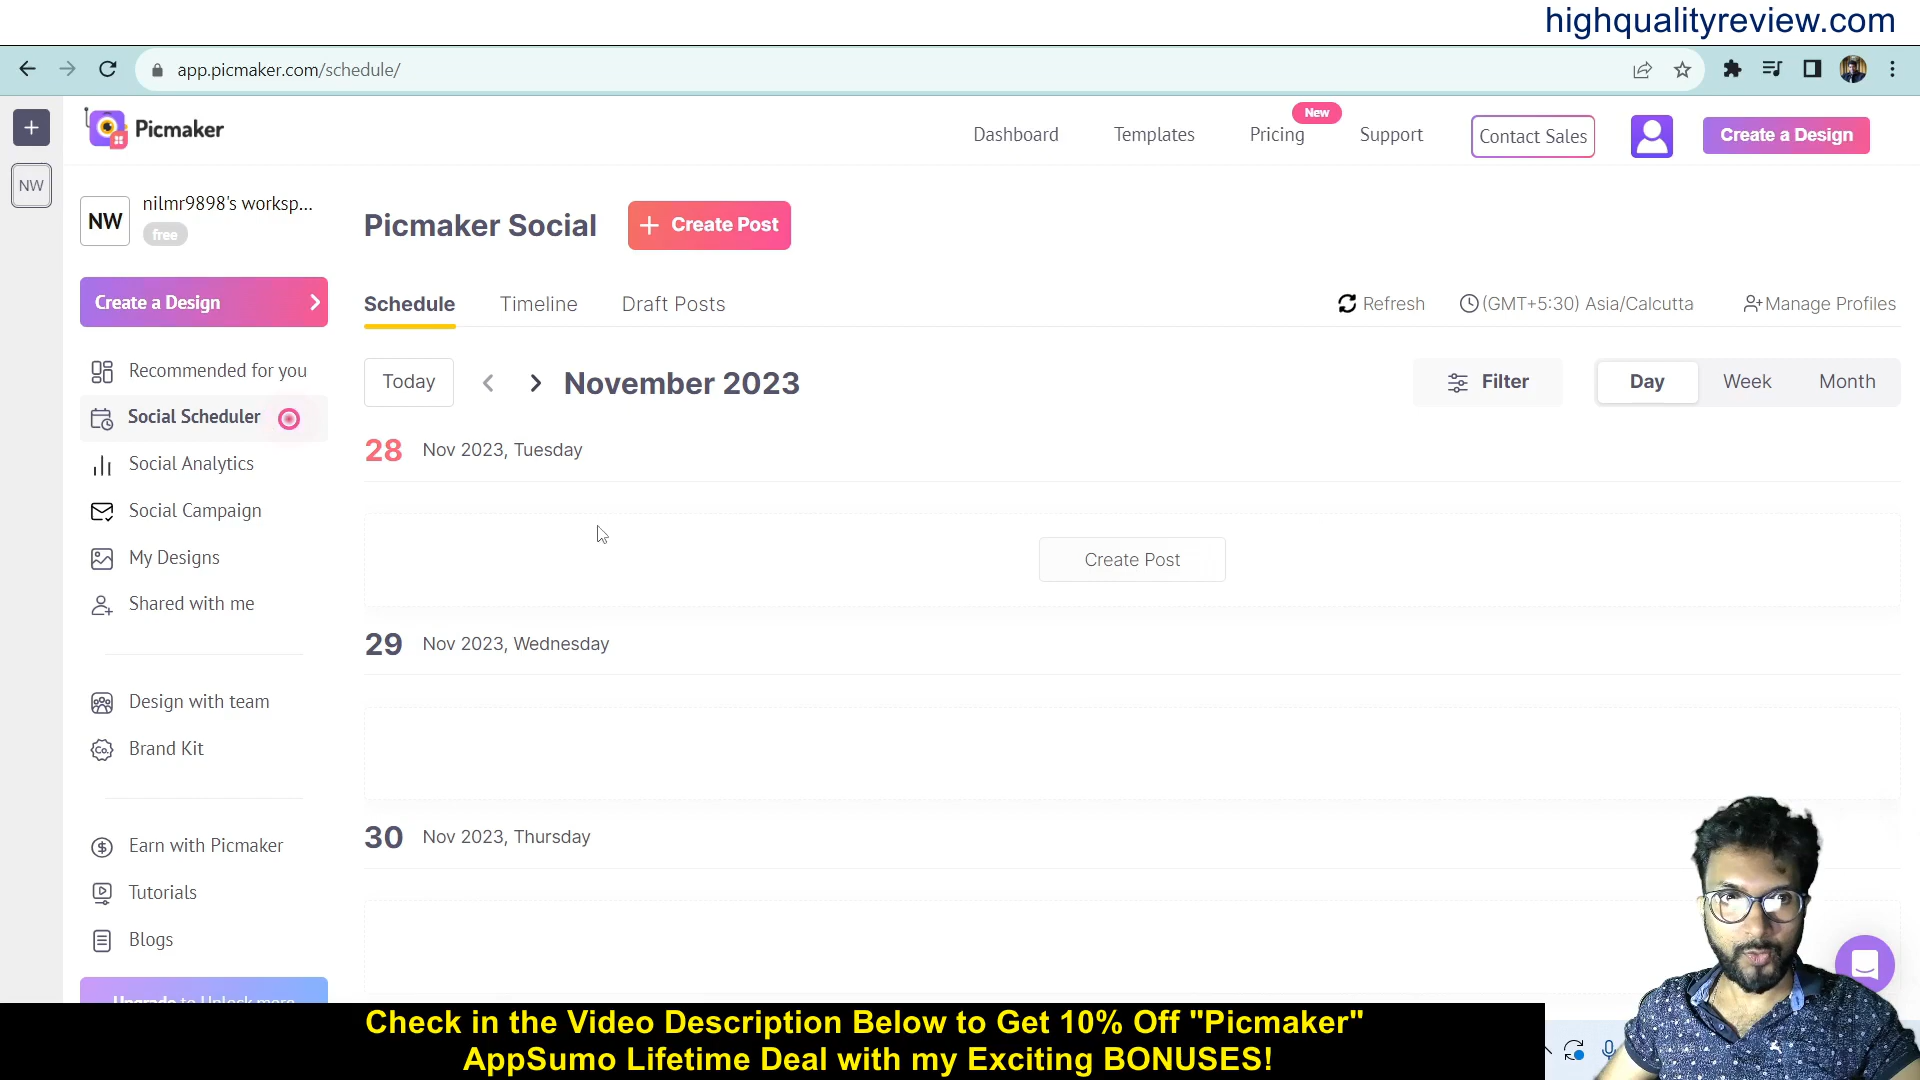 highqualityreview.com
app.picmaker.com/schedule/
Picmaker
Dashboard
Templates
Pricing
New
Support
Contact Sales
Create a Design
NW
NW
nilmr9898's worksp...
free
Picmaker Social
+ Create Post
Create a Design
Schedule
Timeline
Draft Posts
Refresh
(GMT+5:30) Asia/Calcutta
Manage Profiles
Recommended for you
Social Scheduler
Social Analytics
Social Campaign
My Designs
Shared with me
Design with team
Co.
Brand Kit
Earn with Picmaker
Tutorials
Blogs
Upgrade to Unlock more
Today
November 2023
Filter
Day
Week
Month
28 Nov 2023, Tuesday
Create Post
29 Nov 2023, Wednesday
30 Nov 2023, Thursday
Check in the Video Description Below to Get 10% Off "Picmaker"
AppSumo Lifetime Deal with my Exciting BONUSES!